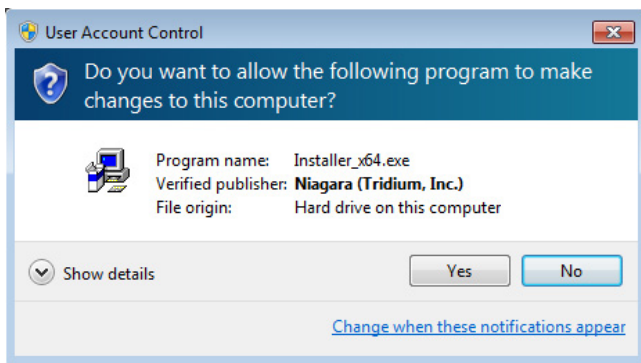 User Account Control
Do you want to allow the following program to make
changes to this computer?
Program name: Installer_x64.exe
Verified publisher: Niagara (Tridium, Inc.)
File origin: Hard drive on this computer
Show details
Yes No
Change when these notifications appear